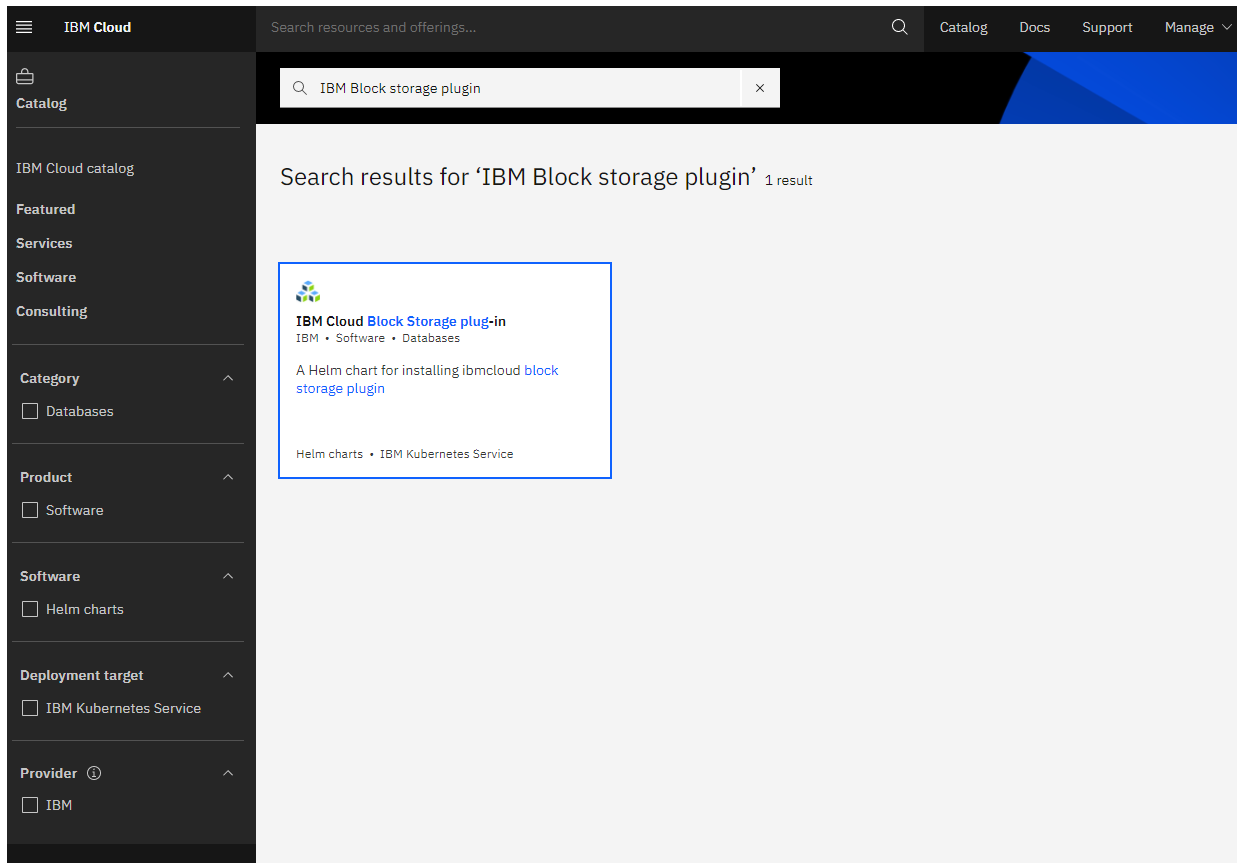 IBM Cloud
Search resources and offerings...
Catalog
Docs
Support
Manage
Catalog
IBM Cloud catalog
Featured
Services
Software
Consulting
Category
Databases
Product
Software
Software
Helm charts
Deployment target
IBM Kubernetes Service
Provider
IBM
IBM Block storage plugin
Search results for ‘IBM Block storage plugin’ 1 result
IBM Cloud Block Storage plug-in
IBM • Software • Databases
A Helm chart for installing ibmcloud block
storage plugin
Helm charts • IBM Kubernetes Service